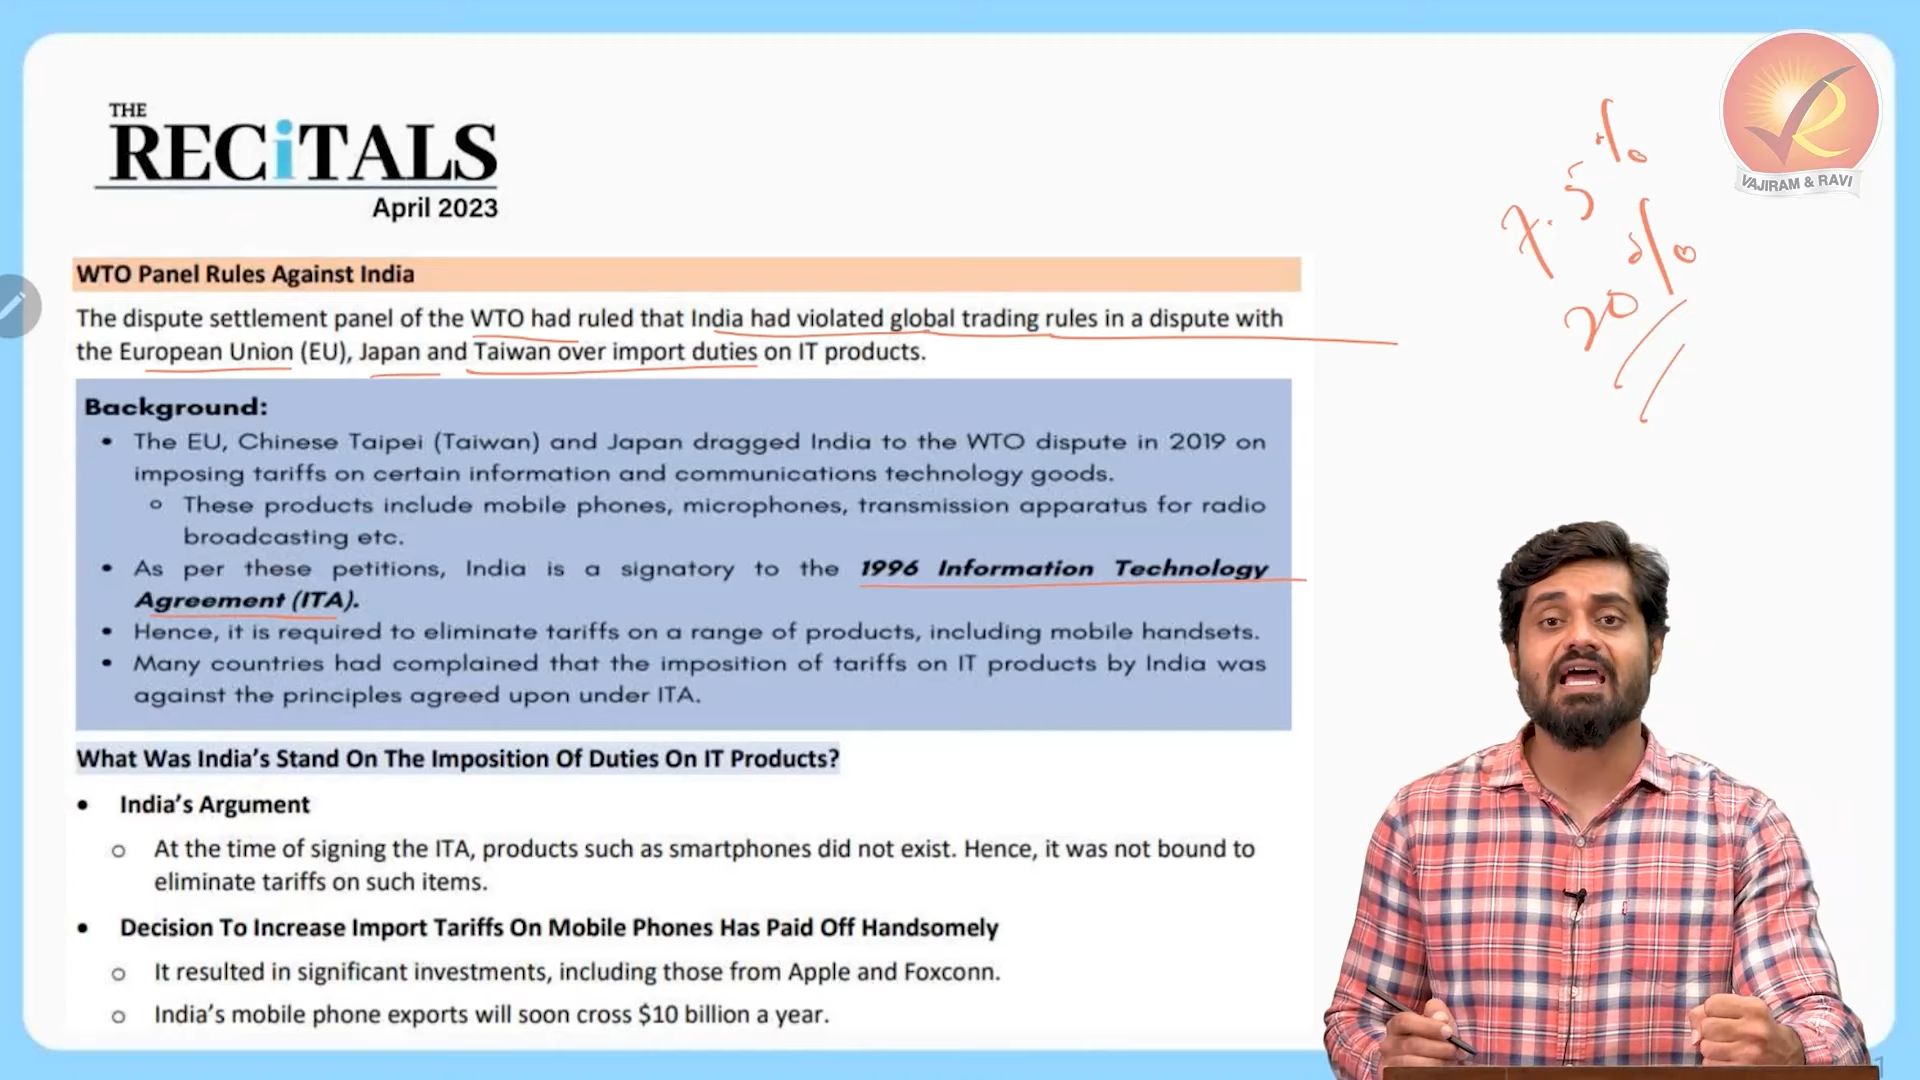 THE
RECiTALS
April 2023
VAJIRAM & RAVI
7.5%
20%
WTO Panel Rules Against India
The dispute settlement panel of the WTO had ruled that India had violated global trading rules in a dispute with
the European Union (EU), Japan and Taiwan over import duties on IT products.
Background:
• The EU, Chinese Taipei (Taiwan) and Japan dragged India to the WTO dispute in 2019 on
imposing tariffs on certain information and communications technology goods.
o These products include mobile phones, microphones, transmission apparatus for radio
broadcasting etc.
• As per these petitions, India is a signatory to the 1996 Information Technology
Agreement (ITA).
• Hence, it is required to eliminate tariffs on a range of products, including mobile handsets.
• Many countries had complained that the imposition of tariffs on IT products by India was
against the principles agreed upon under ITA.
What Was India's Stand On The Imposition Of Duties On IT Products?
• India's Argument
o At the time of signing the ITA, products such as smartphones did not exist. Hence, it was not bound to
eliminate tariffs on such items.
• Decision To Increase Import Tariffs On Mobile Phones Has Paid Off Handsomely
o It resulted in significant investments, including those from Apple and Foxconn.
o India's mobile phone exports will soon cross $10 billion a year.